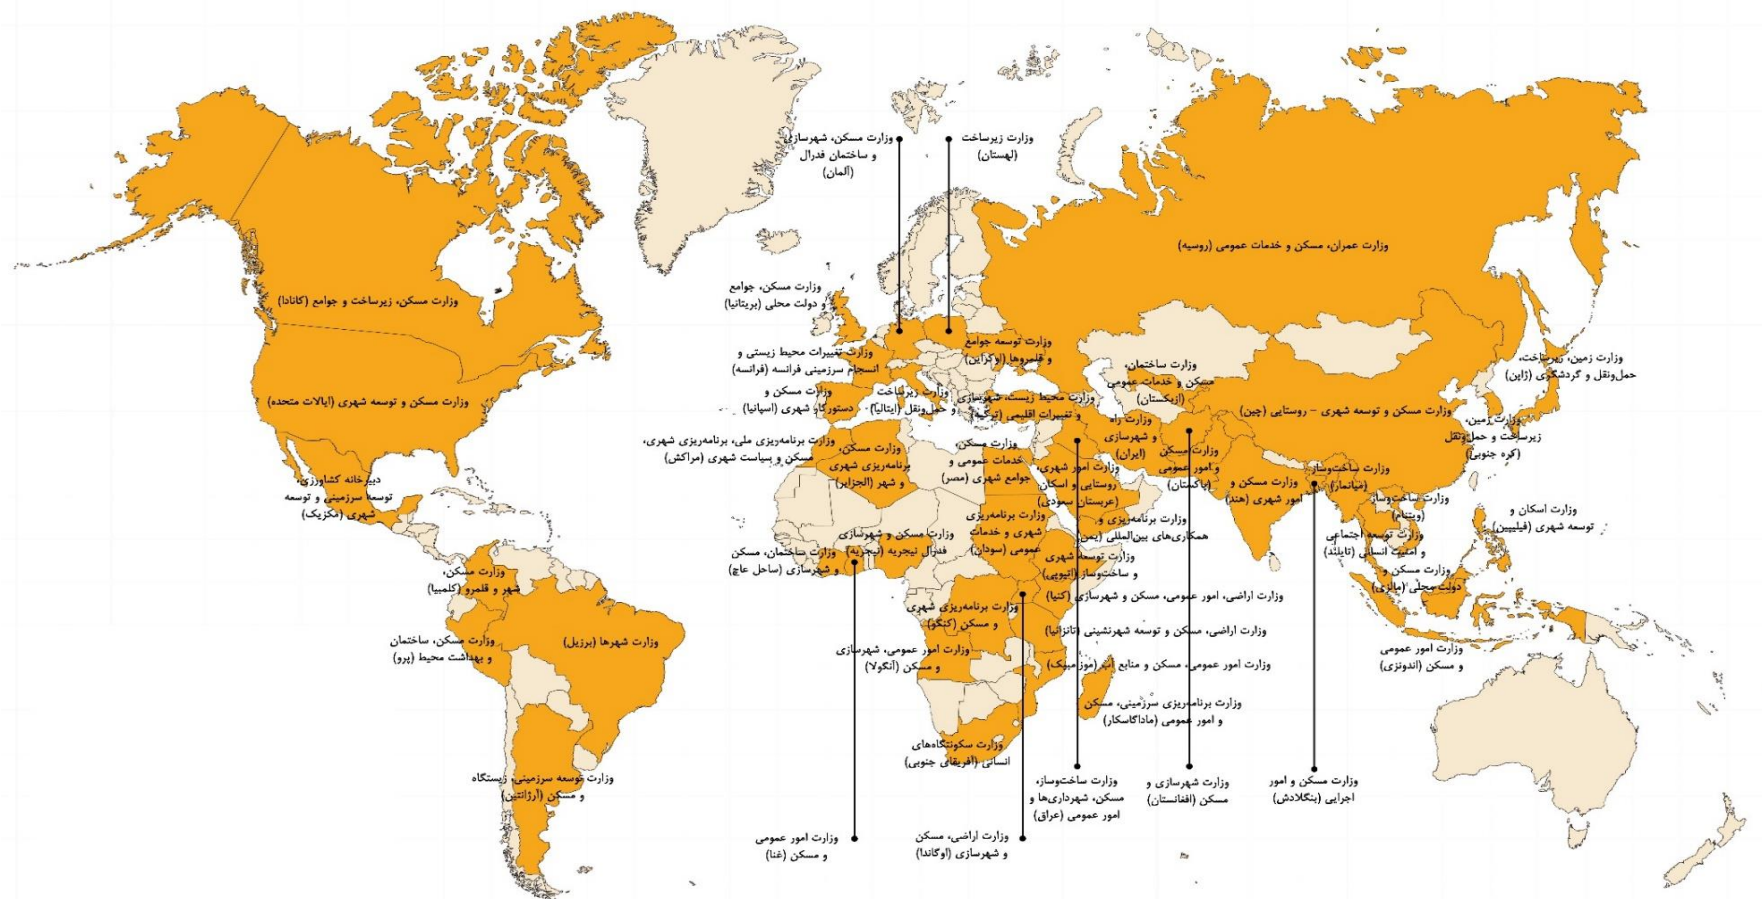 وزارت مسکن، شهرسازی
و ساختمان فدرال
(آلمان)
وزارت زیرساخت
(لهستان)
وزارت عمران، مسکن و خدمات عمومی (روسیه)
وزارت مسکن، زیرساخت و جوامع (کانادا)
وزارت مسکن، جوامع
و دولت محلی (بریتانیا)
وزارت توسعه جوامع
و قلمروها (اوکراین)
وزارت تغییرات محیط زیستی و
انسجام سرزمینی فرانسه (فرانسه)
وزارت ساختمان،
مسکن و خدمات عمومی
(ازبکستان)
وزارت زمین، زیرساخت،
حمل‌ونقل و گردشگری (ژاپن)
وزارت مسکن و توسعه شهری (ایالات متحده)
وزارت مسکن و
دستورکار شهری (اسپانیا)
وزارت زیرساخت
و حمل‌ونقل (ایتالیا)
وزارت محیط زیست، شهرسازی
و تغییرات اقلیمی (ترکیه)
وزارت راه
و شهرسازی
(ایران)
وزارت مسکن و توسعه شهری – روستایی (چین)
وزارت زمین،
زیرساخت و حمل‌ونقل
(کره جنوبی)
وزارت برنامه‌ریزی ملی، برنامه‌ریزی شهری،
مسکن و سیاست شهری (مراکش)
وزارت مسکن،
برنامه‌ریزی شهری
و شهر (الجزایر)
وزارت مسکن،
خدمات عمومی و
جوامع شهری (مصر)
وزارت امور شهری،
روستایی و اسکان
(عربستان سعودی)
وزارت مسکن
و امور عمومی
(پاکستان)
وزارت مسکن و
امور شهری (هند)
وزارت ساخت‌وساز
(میانمار)
دبیرخانه کشاورزی،
توسعه سرزمینی و توسعه
شهری (مکزیک)
وزارت ساخت‌وساز
(ویتنام)
وزارت اسکان و
توسعه شهری (فیلیپین)
وزارت برنامه‌ریزی
شهری و خدمات
عمومی (سودان)
وزارت برنامه‌ریزی و
همکاری‌های بین‌المللی (یمن)
وزارت مسکن و شهرسازی
فدرال نیجریه (نیجریه)
وزارت توسعه اجتماعی
و امنیت انسانی (تایلند)
وزارت ساختمان، مسکن
و شهرسازی (ساحل عاج)
وزارت توسعه شهری
و ساخت‌وساز (اتیوپی)
وزارت مسکن،
شهر و قلمرو (کلمبیا)
وزارت مسکن و
دولت محلی (مالزی)
وزارت اراضی، امور عمومی، مسکن و شهرسازی (کنیا)
وزارت برنامه‌ریزی شهری
و مسکن (کنگو)
وزارت اراضی، مسکن و توسعه شهرنشینی (تانزانیا)
وزارت مسکن، ساختمان
و بهداشت محیط (پرو)
وزارت شهرها (برزیل)
وزارت امور عمومی، شهرسازی
و مسکن (آنگولا)
وزارت امور عمومی، مسکن و منابع آب (موزامبیک)
وزارت امور عمومی
و مسکن (اندونزی)
وزارت برنامه‌ریزی سرزمینی، مسکن
و امور عمومی (ماداگاسکار)
وزارت سکونتگاه‌های
انسانی (آفریقای جنوبی)
وزارت توسعه سرزمینی، زیستگاه
و مسکن (آرژانتین)
وزارت ساخت‌وساز،
مسکن، شهرداری‌ها و
امور عمومی (عراق)
وزارت شهرسازی و
مسکن (افغانستان)
وزارت مسکن و امور
اجرایی (بنگلادش)
وزارت امور عمومی
و مسکن (غنا)
وزارت اراضی، مسکن
و شهرسازی (اوگاندا)